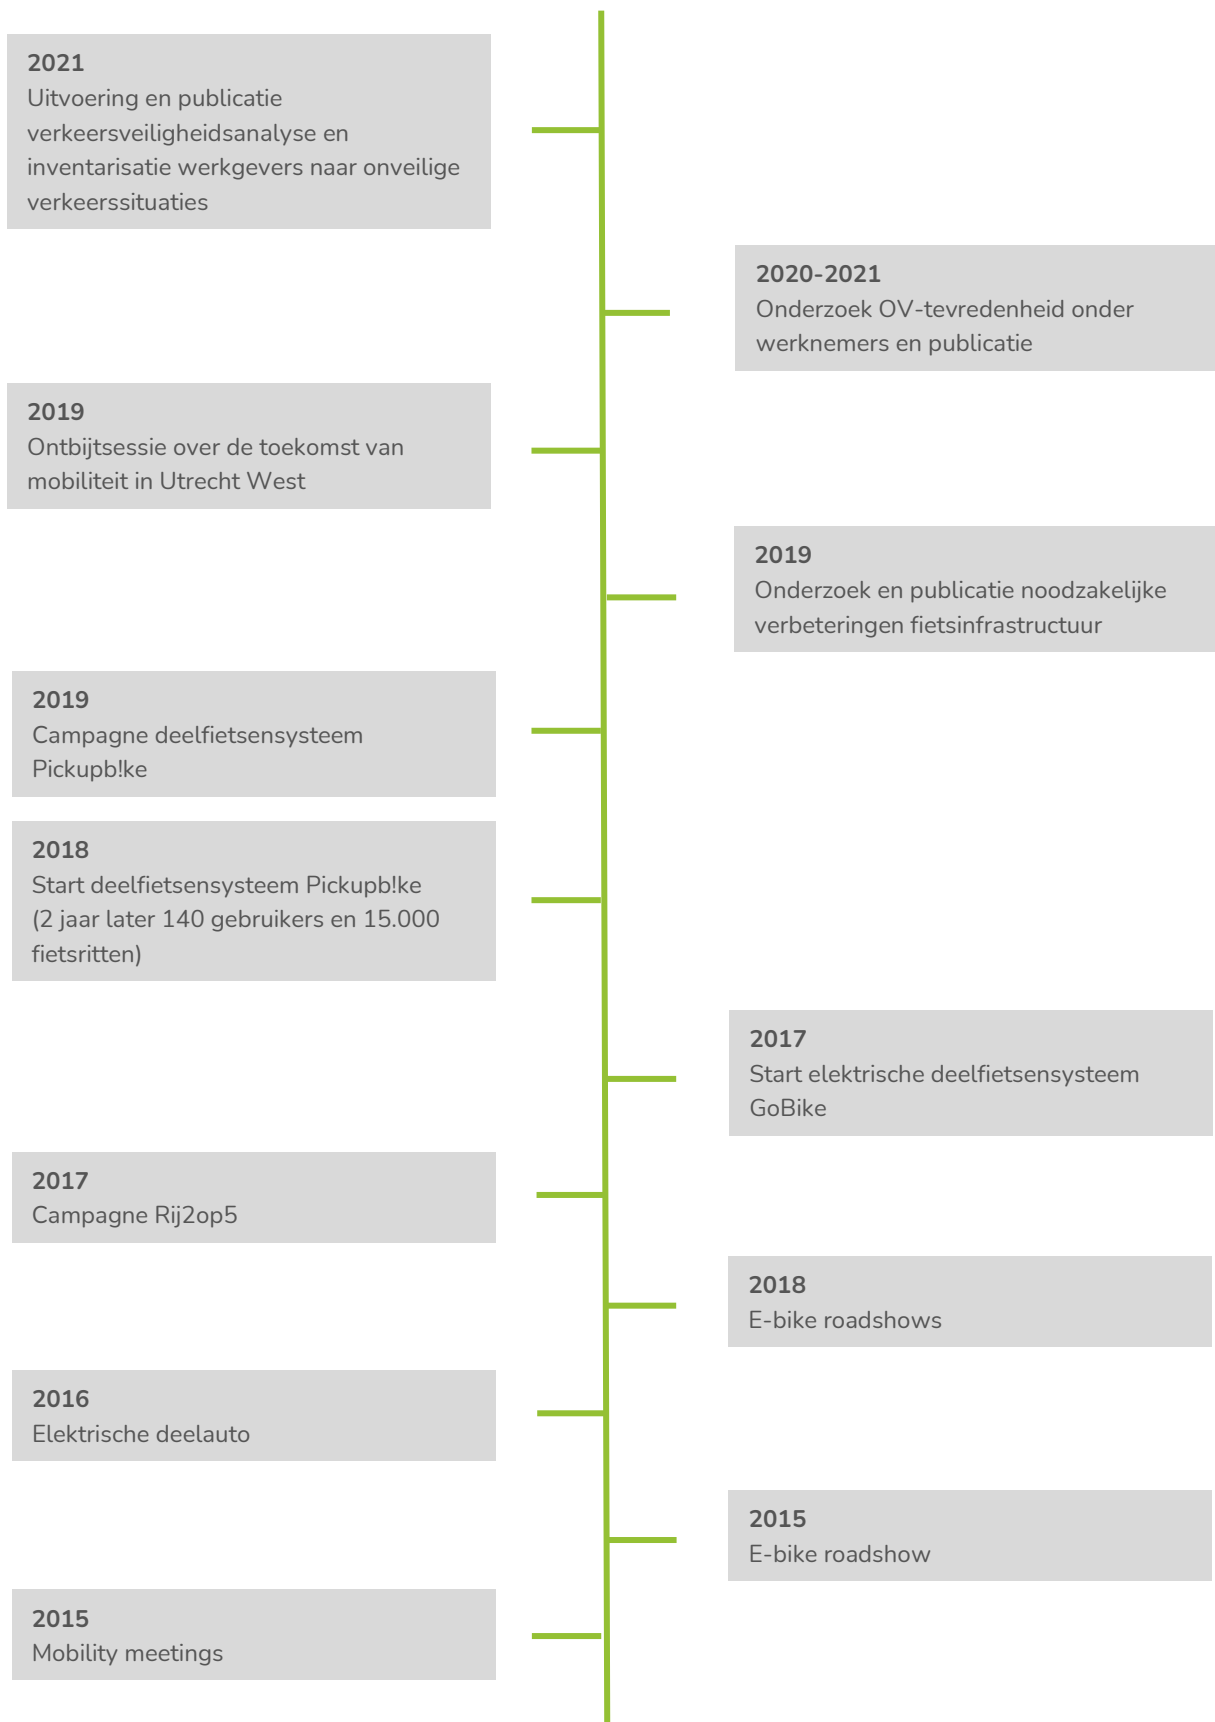 2021
Uitvoering en publicatie
verkeersveiligheidsanalyse en
inventarisatie werkgevers naar onveilige
verkeerssituaties
2020-2021
Onderzoek OV-tevredenheid onder
werknemers en publicatie
2019
Ontbijtsessie over de toekomst van
mobiliteit in Utrecht West
2019
Onderzoek en publicatie noodzakelijke
verbeteringen fietsinfrastructuur
2019
Campagne deelfietsensysteem
Pickupb!ke
2018
Start deelfietsensysteem Pickupb!ke
(2 jaar later 140 gebruikers en 15.000
fietsritten)
2017
Start elektrische deelfietsensysteem
GoBike
2017
Campagne Rij2op5
2018
E-bike roadshows
2016
Elektrische deelauto
2015
E-bike roadshow
2015
Mobility meetings